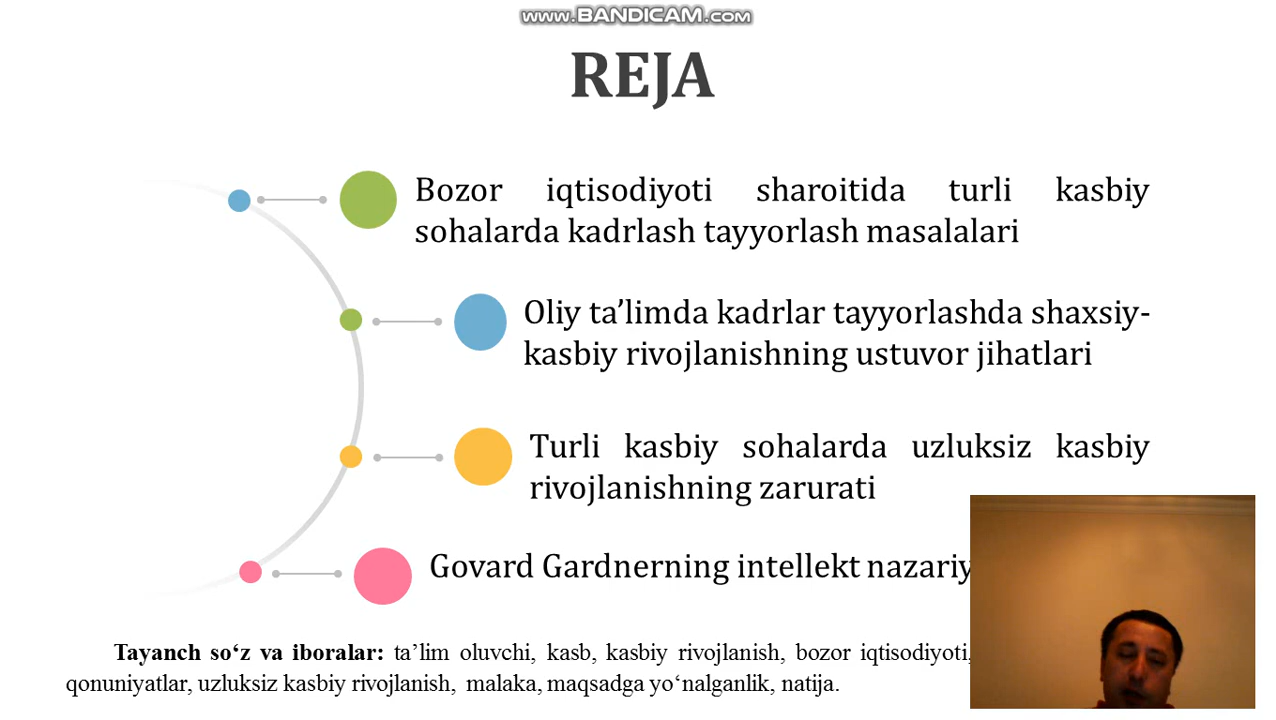 www.BANDICAM.com
REJA
Bozor iqtisodiyoti sharoitida turli kasbiy
sohalarda kadrlash tayyorlash masalalari
Oliy ta’limda kadrlar tayyorlashda shaxsiy-
kasbiy rivojlanishning ustuvor jihatlari
Turli kasbiy sohalarda uzluksiz kasbiy
rivojlanishning zarurati
Govard Gardnerning intellekt
Tayanch so‘z va iboralar: ta’lim oluvchi, kasb, kasbiy rivojlanish, bozor iqtisodiyoti,
qonuniyatlar, uzluksiz kasbiy rivojlanish, malaka, maqsadga yo‘nalganlik, natija.